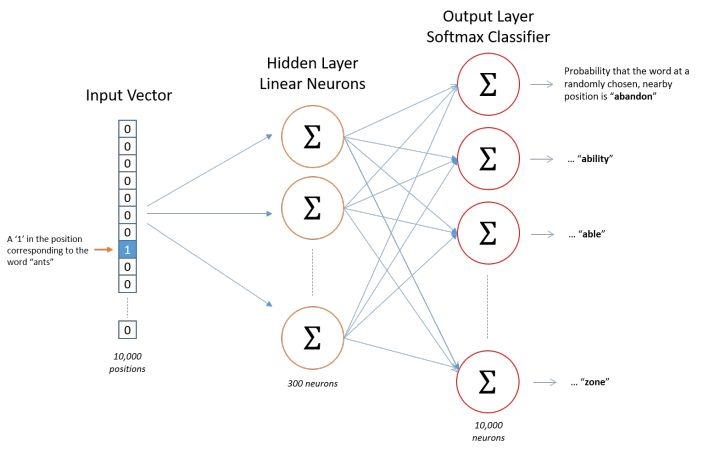 Output Layer
Softmax Classifier
Hidden Layer
Linear Neurons
Input Vector
0
0
0
0
0
0
0
1
0
0
0
A ‘1’ in the position
corresponding to the
word “ants”
10,000
positions
Σ
Σ
Σ
300 neurons
Σ
Σ
Σ
Σ
10,000
neurons
Probability that the word at a
randomly chosen, nearby
position is “abandon”
... “ability”
... “able”
... “zone”